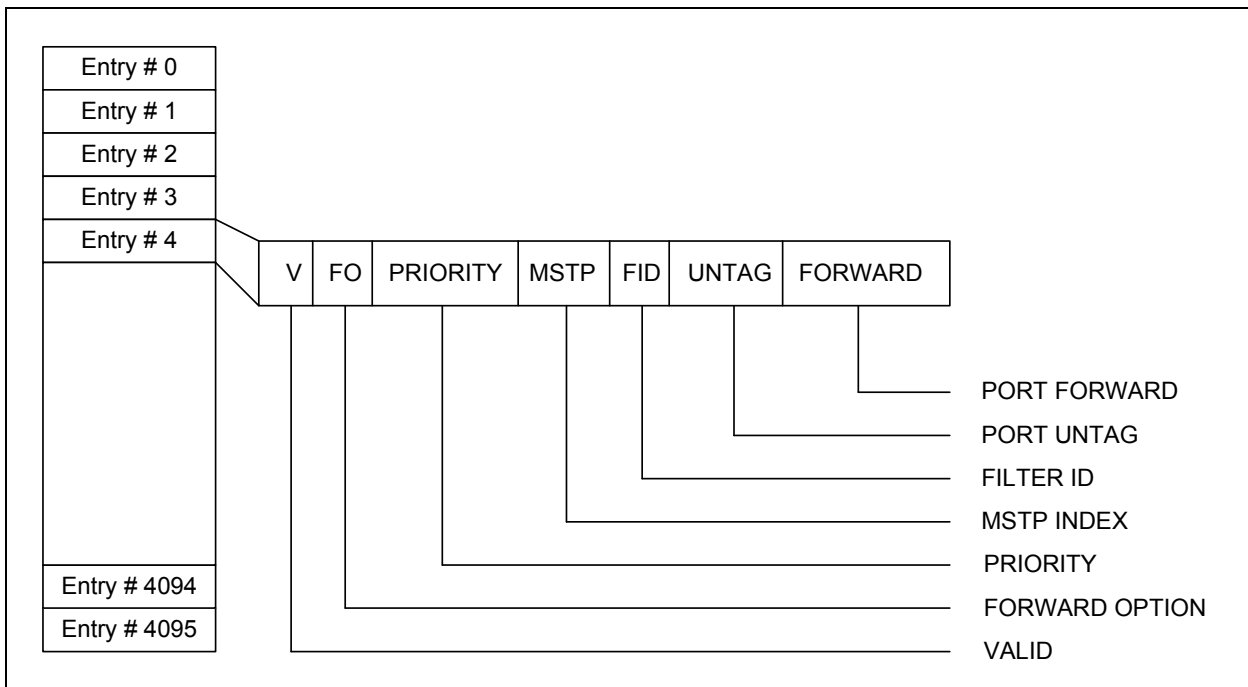 Entry # 0
Entry # 1
Entry # 2
Entry # 3
Entry # 4
V FO PRIORITY MSTP FID UNTAG FORWARD
PORT FORWARD
PORT UNTAG
FILTER ID
MSTP INDEX
PRIORITY
FORWARD OPTION
VALID
Entry # 4094
Entry # 4095